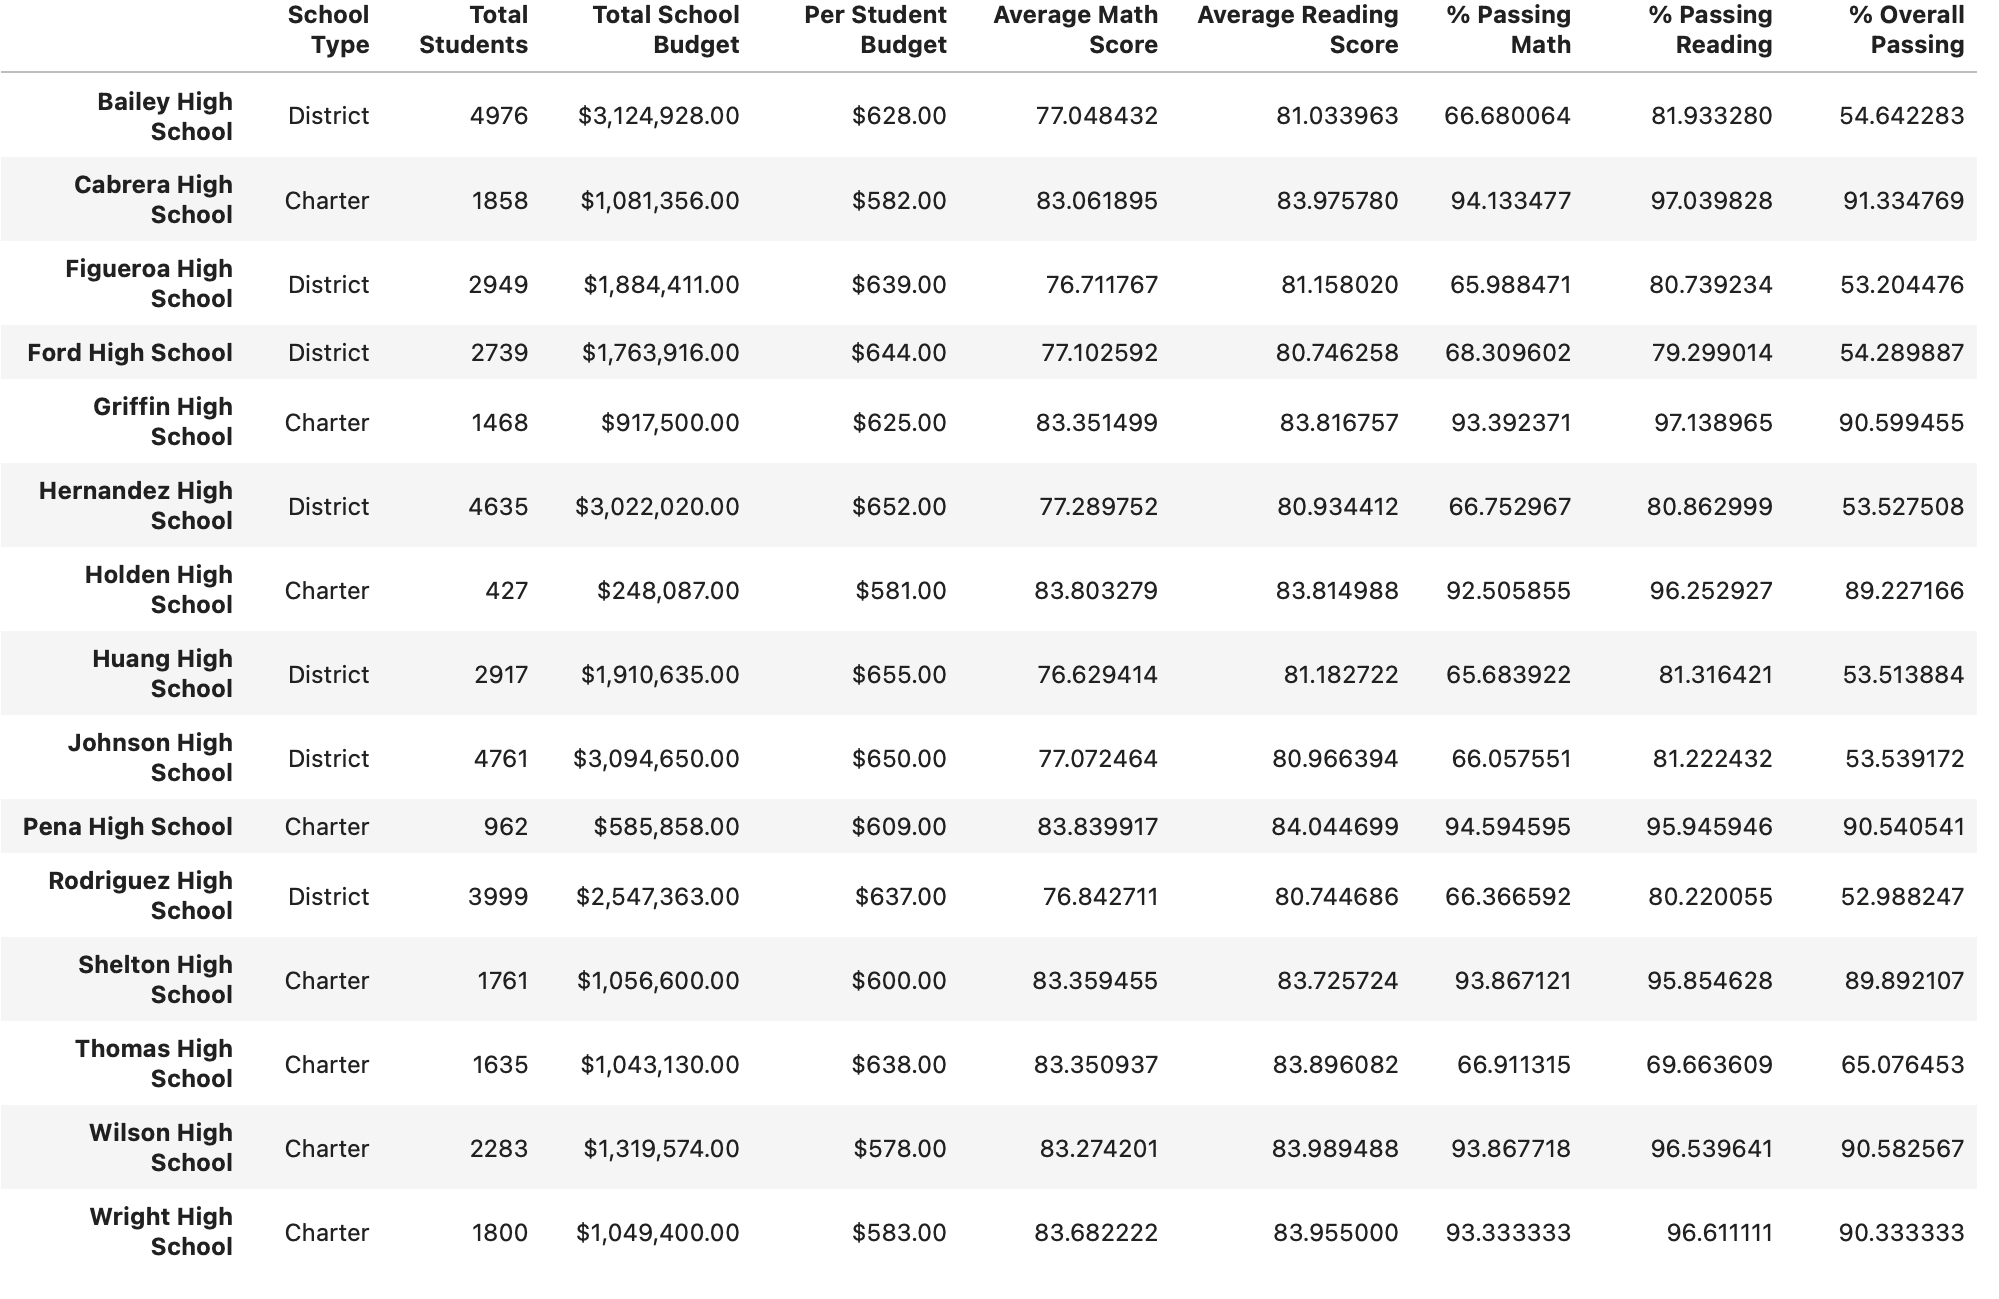 School Type Total Students Total School Budget Per Student Budget Average Math Score Average Reading Score % Passing Math % Passing Reading % Overall Passing
Bailey High School District 4976 $3,124,928.00 $628.00 77.048432 81.033963 66.680064 81.933280 54.642283
Cabrera High School Charter 1858 $1,081,356.00 $582.00 83.061895 83.975780 94.133477 97.039828 91.334769
Figueroa High School District 2949 $1,884,411.00 $639.00 76.711767 81.158020 65.988471 80.739234 53.204476
Ford High School District 2739 $1,763,916.00 $644.00 77.102592 80.746258 68.309602 79.299014 54.289887
Griffin High School Charter 1468 $917,500.00 $625.00 83.351499 83.816757 93.392371 97.138965 90.599455
Hernandez High School District 4635 $3,022,020.00 $652.00 77.289752 80.934412 66.752967 80.862999 53.527508
Holden High School Charter 427 $248,087.00 $581.00 83.803279 83.814988 92.505855 96.252927 89.227166
Huang High School District 2917 $1,910,635.00 $655.00 76.629414 81.182722 65.683922 81.316421 53.513884
Johnson High School District 4761 $3,094,650.00 $650.00 77.072464 80.966394 66.057551 81.222432 53.539172
Pena High School Charter 962 $585,858.00 $609.00 83.839917 84.044699 94.594595 95.945946 90.540541
Rodriguez High School District 3999 $2,547,363.00 $637.00 76.842711 80.744686 66.366592 80.220055 52.988247
Shelton High School Charter 1761 $1,056,600.00 $600.00 83.359455 83.725724 93.867121 95.854628 89.892107
Thomas High School Charter 1635 $1,043,130.00 $638.00 83.350937 83.896082 66.911315 69.663609 65.076453
Wilson High School Charter 2283 $1,319,574.00 $578.00 83.274201 83.989488 93.867718 96.539641 90.582567
Wright High School Charter 1800 $1,049,400.00 $583.00 83.682222 83.955000 93.333333 96.611111 90.333333